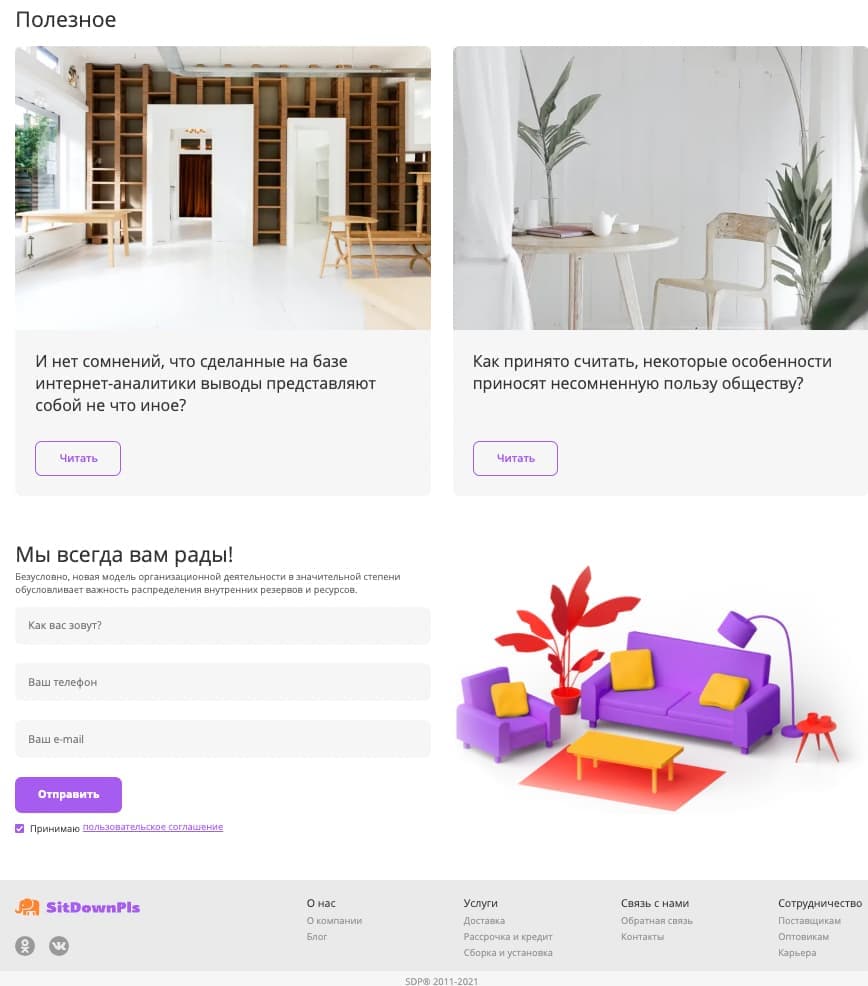 Полезное
И нет сомнений, что сделанные на базе
интернет-аналитики выводы представляют
собой не что иное?
Читать
Как принято считать, некоторые особенности
приносят несомненную пользу обществу?
Читать
Мы всегда вам рады!
Безусловно, новая модель организационной деятельности в значительной степени
обусловливает важность распределения внутренних резервов и ресурсов.
Как вас зовут?
Ваш телефон
Ваш e-mail
Отправить
Принимаю пользовательское соглашение
SitDownPls
О нас
О компании
Блог
Услуги
Доставка
Рассрочка и кредит
Сборка и установка
Связь с нами
Обратная связь
Контакты
Сотрудничество
Поставщикам
Оптовикам
Карьера
SDP® 2011-2021